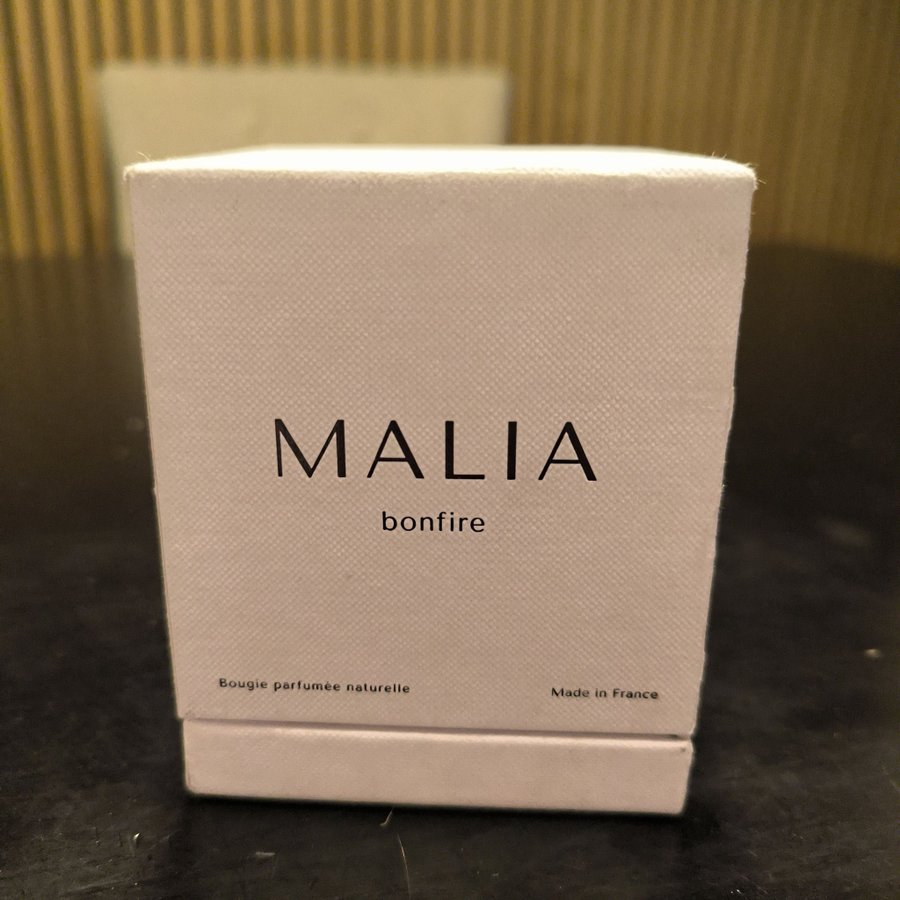 MALIA
bonfire
Bougie parfumée naturelle
Made in France